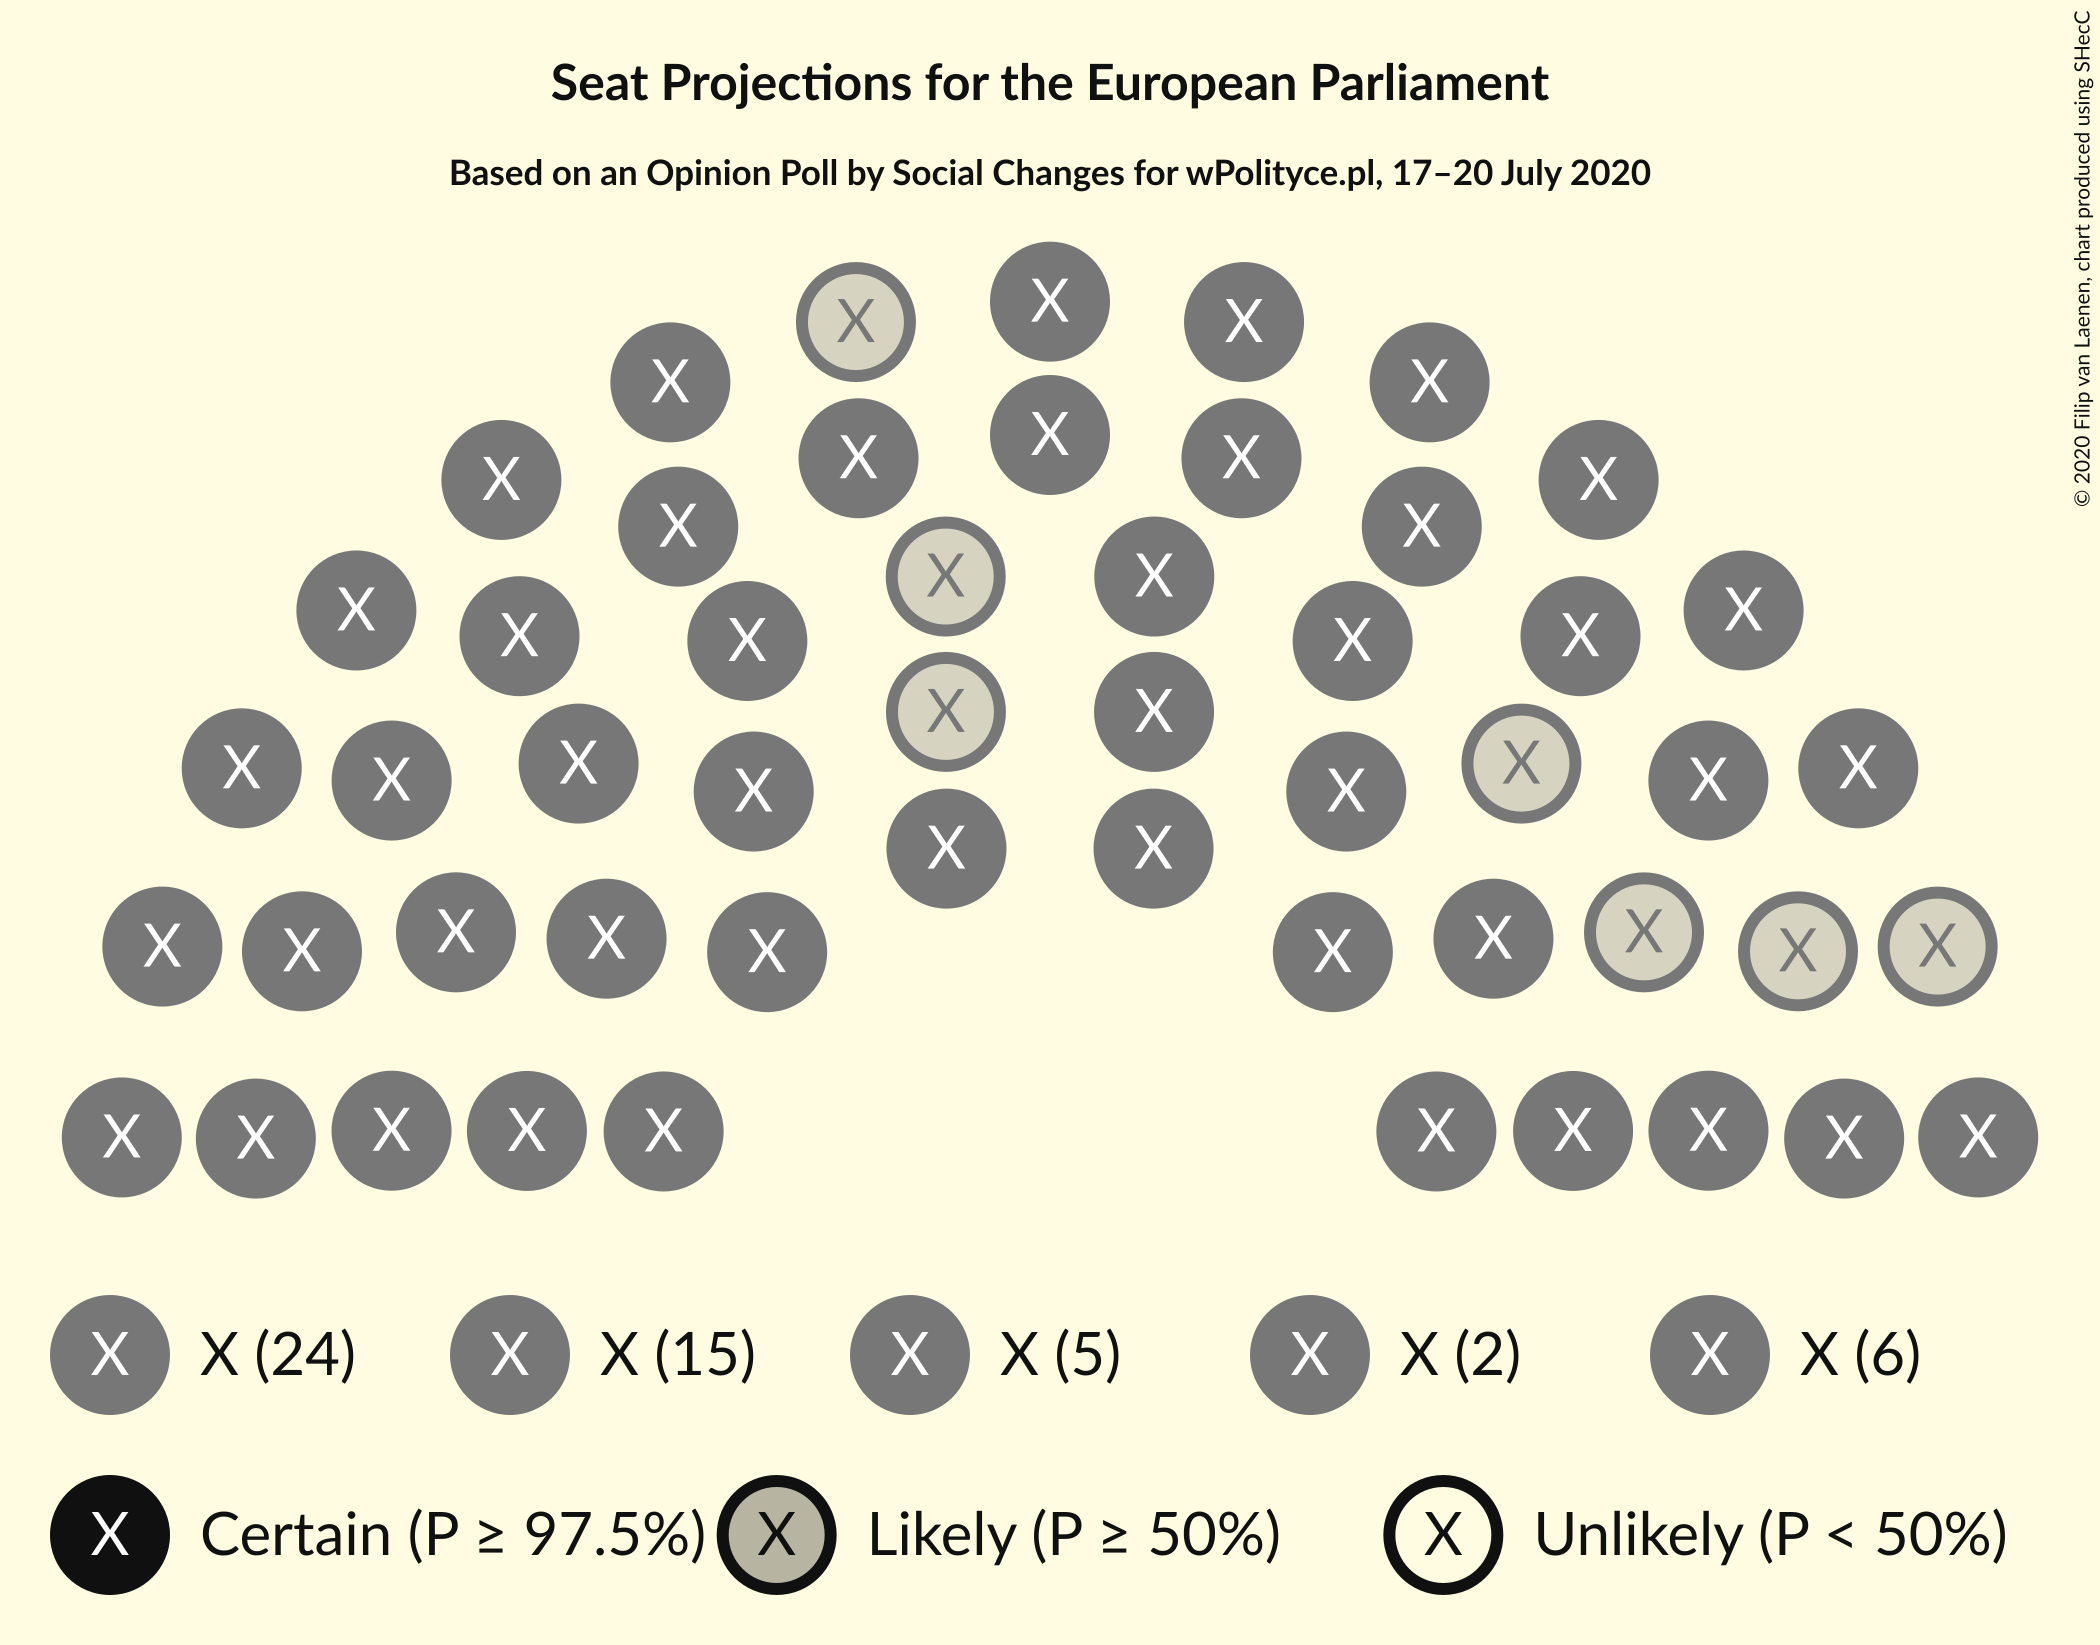 Seat Projections for the European Parliament
Based on an Opinion Poll by Social Changes for wPolityce.pl, 17–20 July 2020
© 2020 Filip van Laenen, chart produced using SHecC
X X X
X X
X X X
X X
X X
X X
X X
X X
X X
X X
X X
X X X X
X X
X X
X X X X X X X X X X
X X X X X X X X X X
X X (24) X X (15) X X (5) X X (2) X X (6)
X Certain (P ≥ 97.5%) X Likely (P ≥ 50%) X Unlikely (P < 50%)